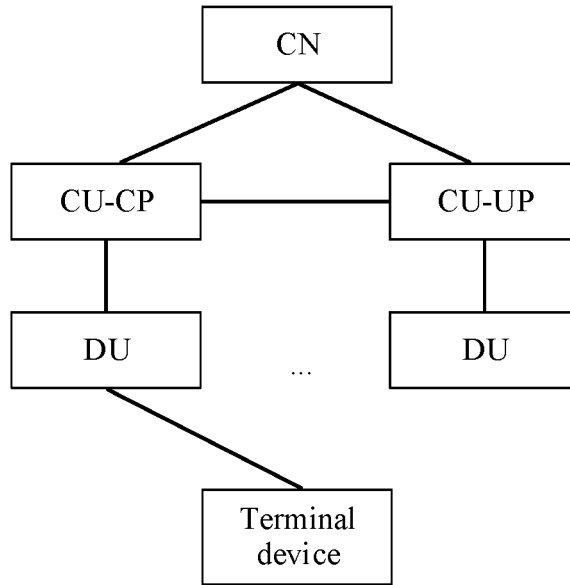 CN
CU-CP
CU-UP
DU
DU
...
Terminal
device